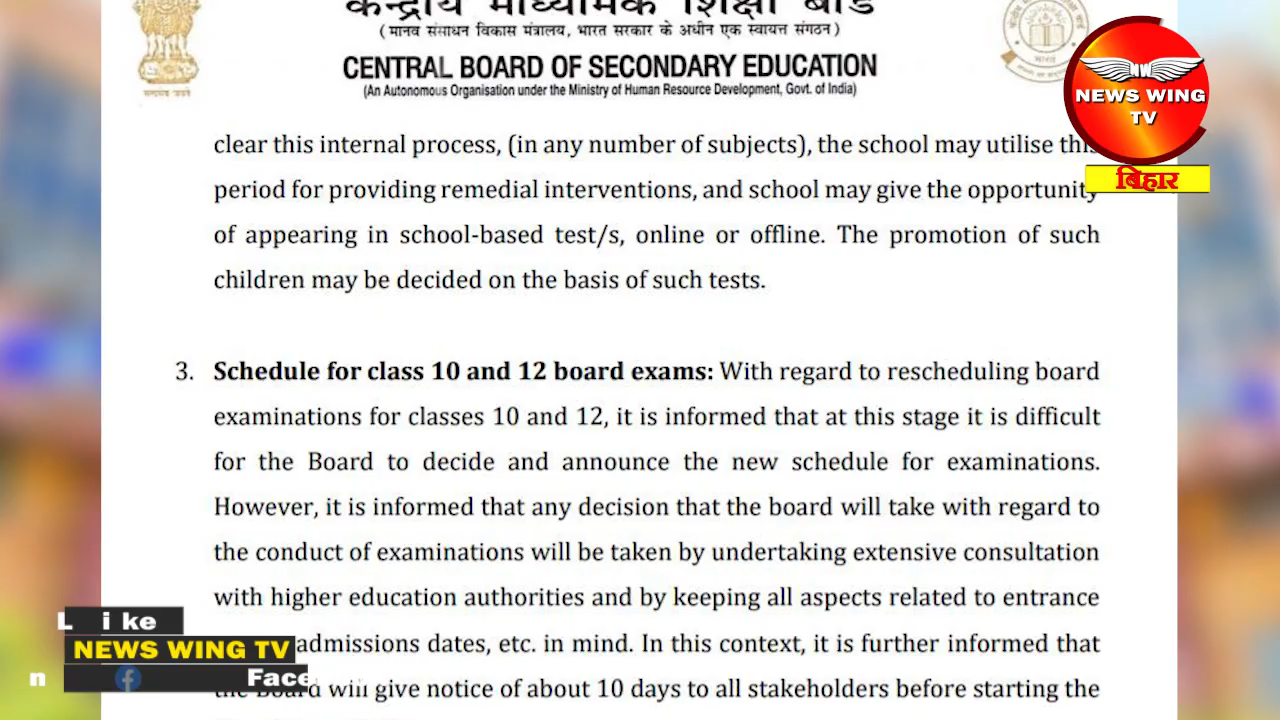 केन्द्रीय माध्यमिक शिक्षा बोर्ड
(मानव संसाधन विकास मंत्रालय, भारत सरकार के अधीन एक स्वायत्त संगठन)
CENTRAL BOARD OF SECONDARY EDUCATION
(An Autonomous Organisation under the Ministry of Human Resource Development, Govt. of India)
सत्यमेव जयते
भारत
NW
NEWS WING
TV
बिहार
clear this internal process, (in any number of subjects), the school may utilise this
period for providing remedial interventions, and school may give the opportunity
of appearing in school-based test/s, online or offline. The promotion of such
children may be decided on the basis of such tests.
3. Schedule for class 10 and 12 board exams: With regard to rescheduling board
examinations for classes 10 and 12, it is informed that at this stage it is difficult
for the Board to decide and announce the new schedule for examinations.
However, it is informed that any decision that the board will take with regard to
the conduct of examinations will be taken by undertaking extensive consultation
with higher education authorities and by keeping all aspects related to entrance
admissions dates, etc. in mind. In this context, it is further informed that
the Board will give notice of about 10 days to all stakeholders before starting the
L i ke
NEWS WING TV
n Face